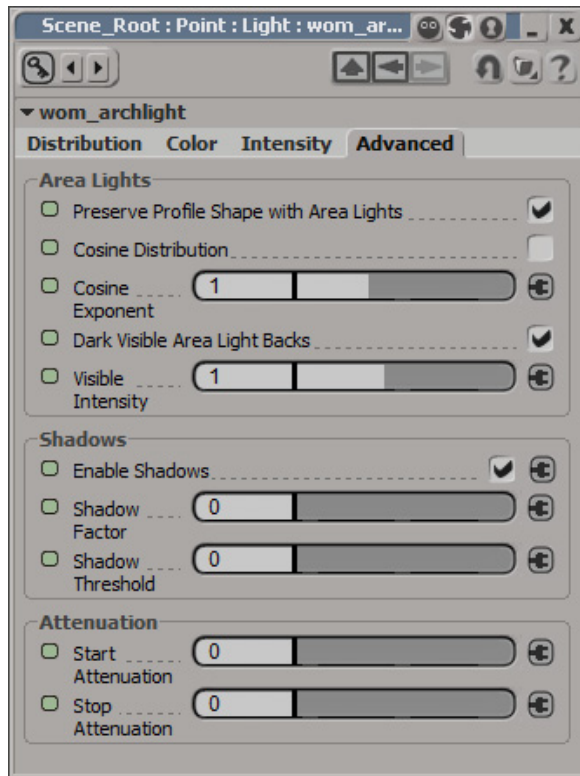 Scene_Root : Point : Light : wom_ar...
wom_archlight
Distribution Color Intensity Advanced
Area Lights
Preserve Profile Shape with Area Lights
Cosine Distribution
Cosine Exponent 1
Dark Visible Area Light Backs
Visible Intensity 1
Shadows
Enable Shadows
Shadow Factor 0
Shadow Threshold 0
Attenuation
Start Attenuation 0
Stop Attenuation 0